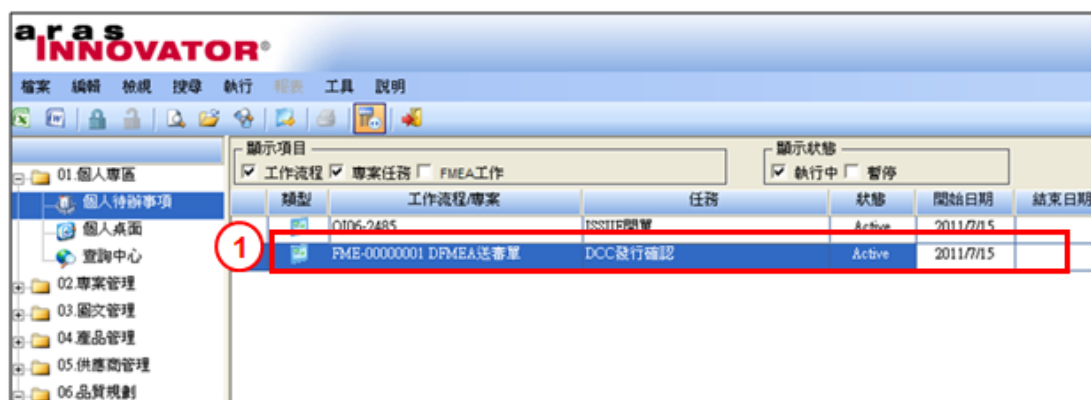 aras
INNOVATOR®
檔案 編輯 檢視 搜尋 執行 報表 工具 說明
顯示項目
工作流程 專案任務 FMEA工作
顯示狀態
執行中 暫停
01.個人專區
個人待辦事項
個人桌面
查詢中心
02.專案管理
03.圖文管理
04.產品管理
05.供應商管理
06.品質規劃
類型 工作流程/專案 任務 狀態 開始日期 結束日期
OI06-2485 ISSUE開單 Active 2011/7/15
1 FME-00000001 DFMEA送審單 DCC發行確認 Active 2011/7/15